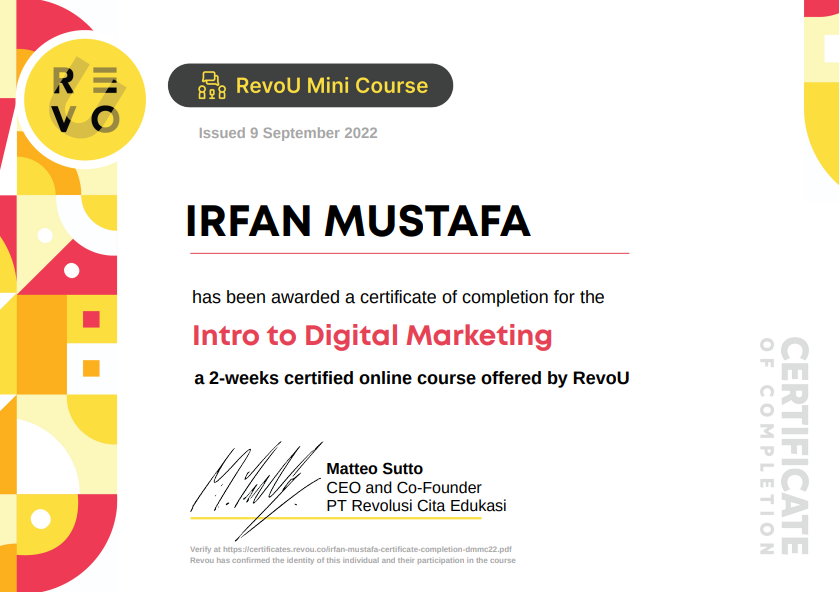 REVO
RevoU Mini Course
Issued 9 September 2022
IRFAN MUSTAFA
has been awarded a certificate of completion for the
Intro to Digital Marketing
a 2-weeks certified online course offered by RevoU
Matteo Sutto
CEO and Co-Founder
PT Revolusi Cita Edukasi
Verify at https://certificates.revou.co/irfan-mustafa-certificate-completion-dmmc22.pdf
Revou has confirmed the identity of this individual and their participation in the course
CERTIFICATE
OF COMPLETION